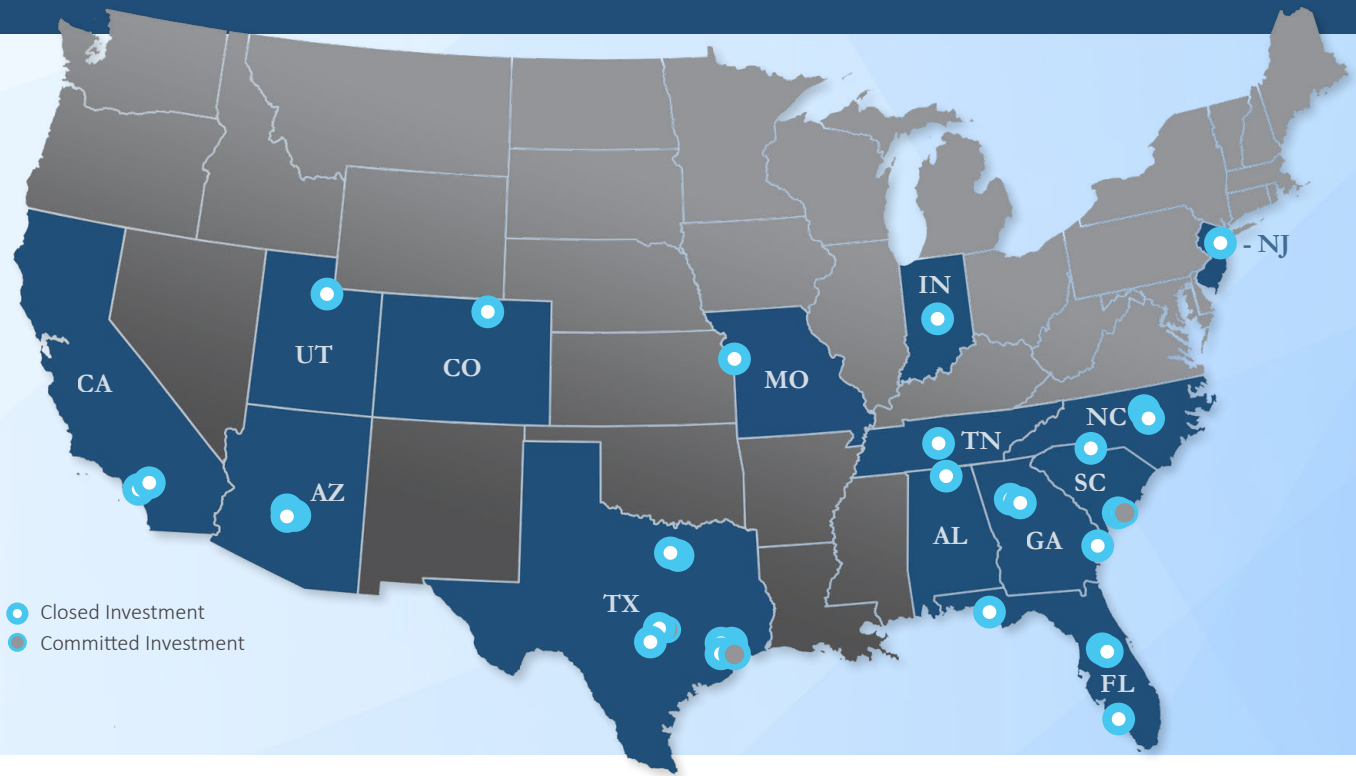 - NJ
IN
UT
CO
CA
MO
NC
TN
SC
AZ
AL
GA
TX
Closed Investment
Committed Investment
FL